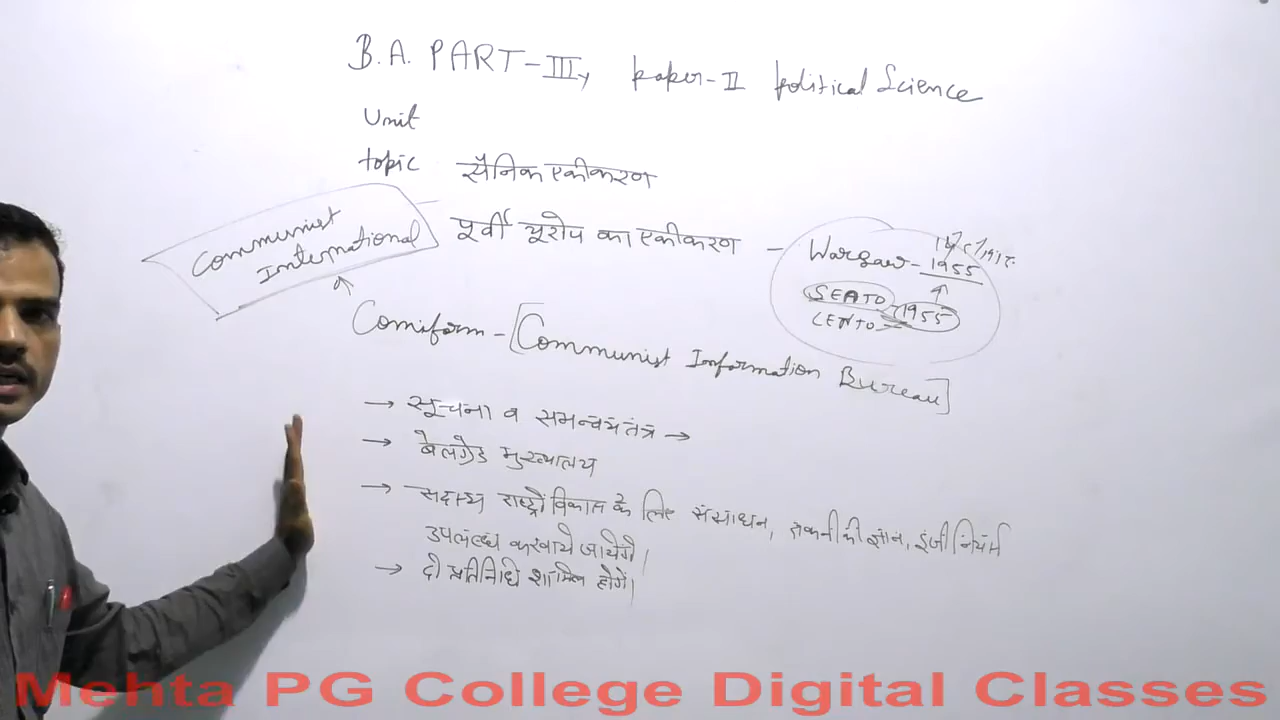 B.A. PART-III, paper-II political Science
Unit
topic सैनिक एकीकरण
Communist
International
पूर्वी यूरोप का एकीकरण - Warsaw - 1955
SEATO - 1955
CENTO
Comiform - [Communist Information Bureau]
→ सूचना व समन्वय तंत्र →
→ बेलग्रेड मुख्यालय
→ सदस्य राष्ट्रों विकास के लिए संसाधन, तकनीकी ज्ञान, इंजीनियर्स
उपलब्ध करवाये जायेगे।
→ दो प्रतिनिधि शामिल होगें।
Mehta PG College Digital Classes